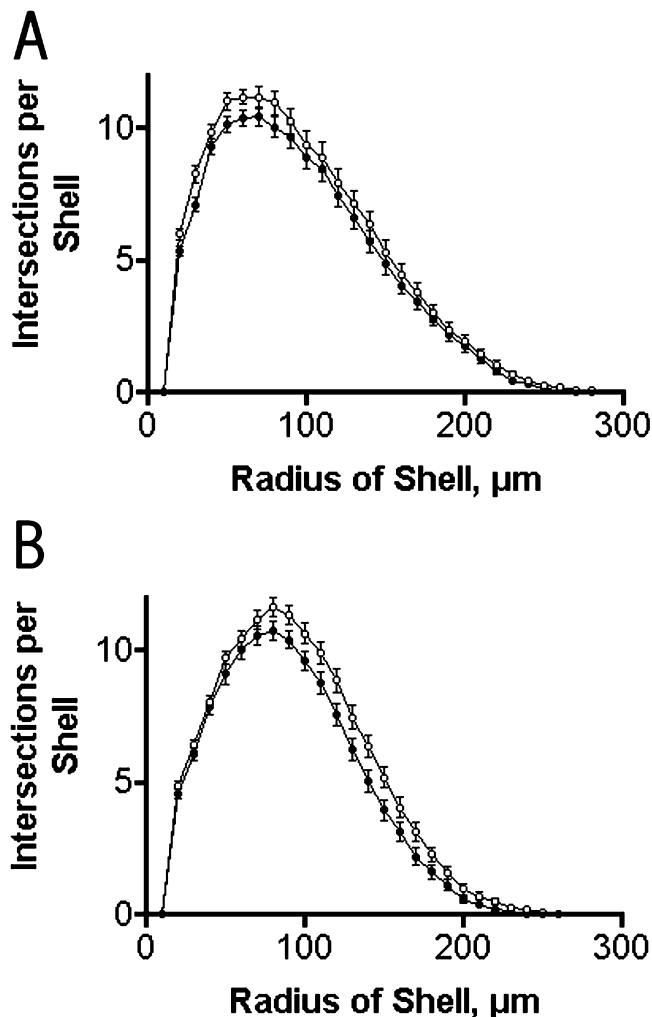 A
Intersections per
Shell
10
5
0
0 100 200 300
Radius of Shell, µm
B
Intersections per
Shell
10
5
0
0 100 200 300
Radius of Shell, µm